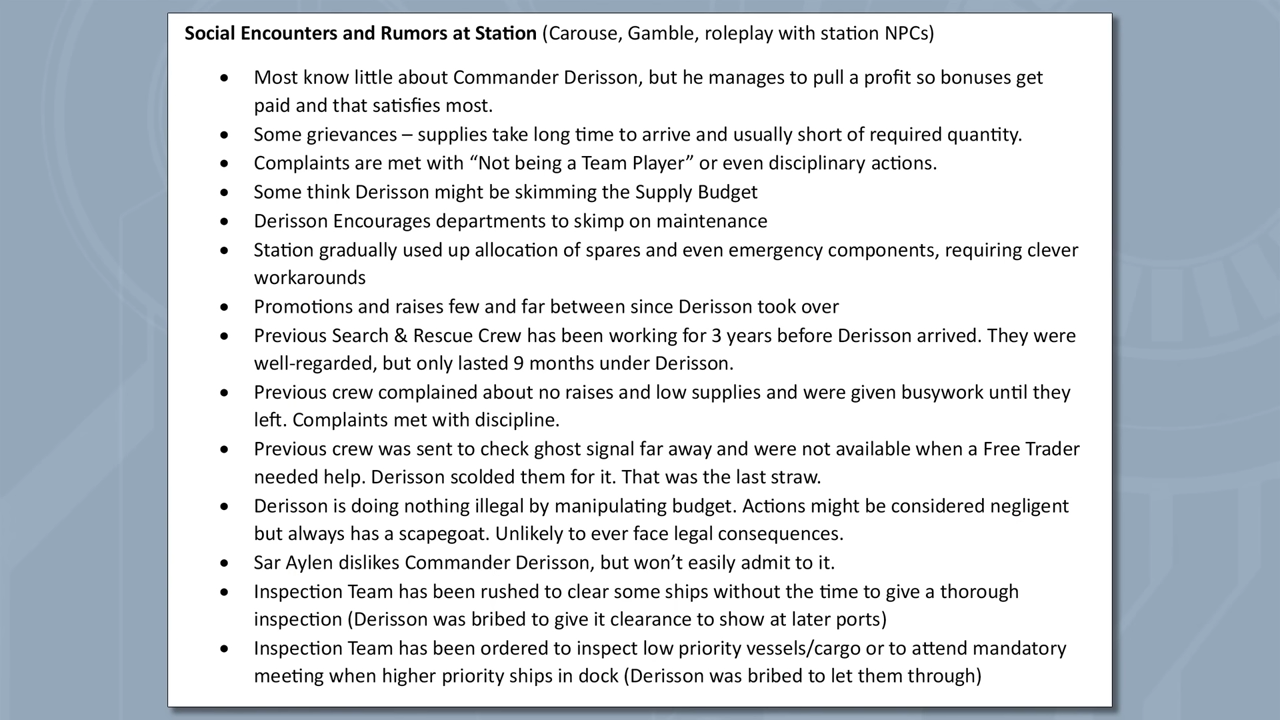 Social Encounters and Rumors at Station (Carouse, Gamble, roleplay with station NPCs)
• Most know little about Commander Derisson, but he manages to pull a profit so bonuses get
paid and that satisfies most.
• Some grievances – supplies take long time to arrive and usually short of required quantity.
• Complaints are met with “Not being a Team Player” or even disciplinary actions.
• Some think Derisson might be skimming the Supply Budget
• Derisson Encourages departments to skimp on maintenance
• Station gradually used up allocation of spares and even emergency components, requiring clever
workarounds
• Promotions and raises few and far between since Derisson took over
• Previous Search & Rescue Crew has been working for 3 years before Derisson arrived. They were
well-regarded, but only lasted 9 months under Derisson.
• Previous crew complained about no raises and low supplies and were given busywork until they
left. Complaints met with discipline.
• Previous crew was sent to check ghost signal far away and were not available when a Free Trader
needed help. Derisson scolded them for it. That was the last straw.
• Derisson is doing nothing illegal by manipulating budget. Actions might be considered negligent
but always has a scapegoat. Unlikely to ever face legal consequences.
• Sar Aylen dislikes Commander Derisson, but won’t easily admit to it.
• Inspection Team has been rushed to clear some ships without the time to give a thorough
inspection (Derisson was bribed to give it clearance to show at later ports)
• Inspection Team has been ordered to inspect low priority vessels/cargo or to attend mandatory
meeting when higher priority ships in dock (Derisson was bribed to let them through)